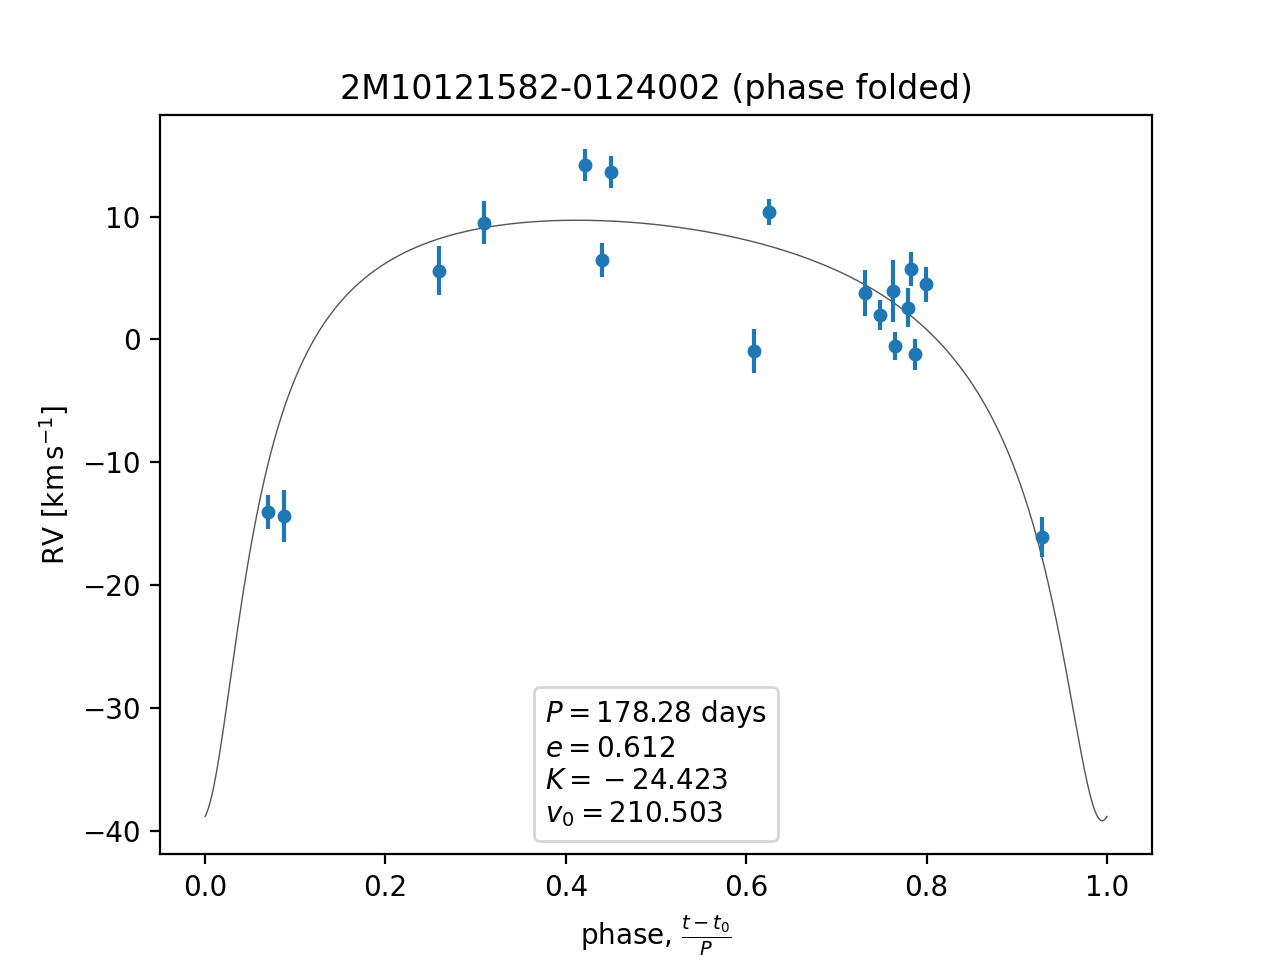 2M10121582-0124002 (phase folded)
RV [km s⁻¹]
10
0
−10
−20
−30
−40
P = 178.28 days
e = 0.612
K = − 24.423
v₀ = 210.503
0.0 0.2 0.4 0.6 0.8 1.0
phase, (t − t₀)/P